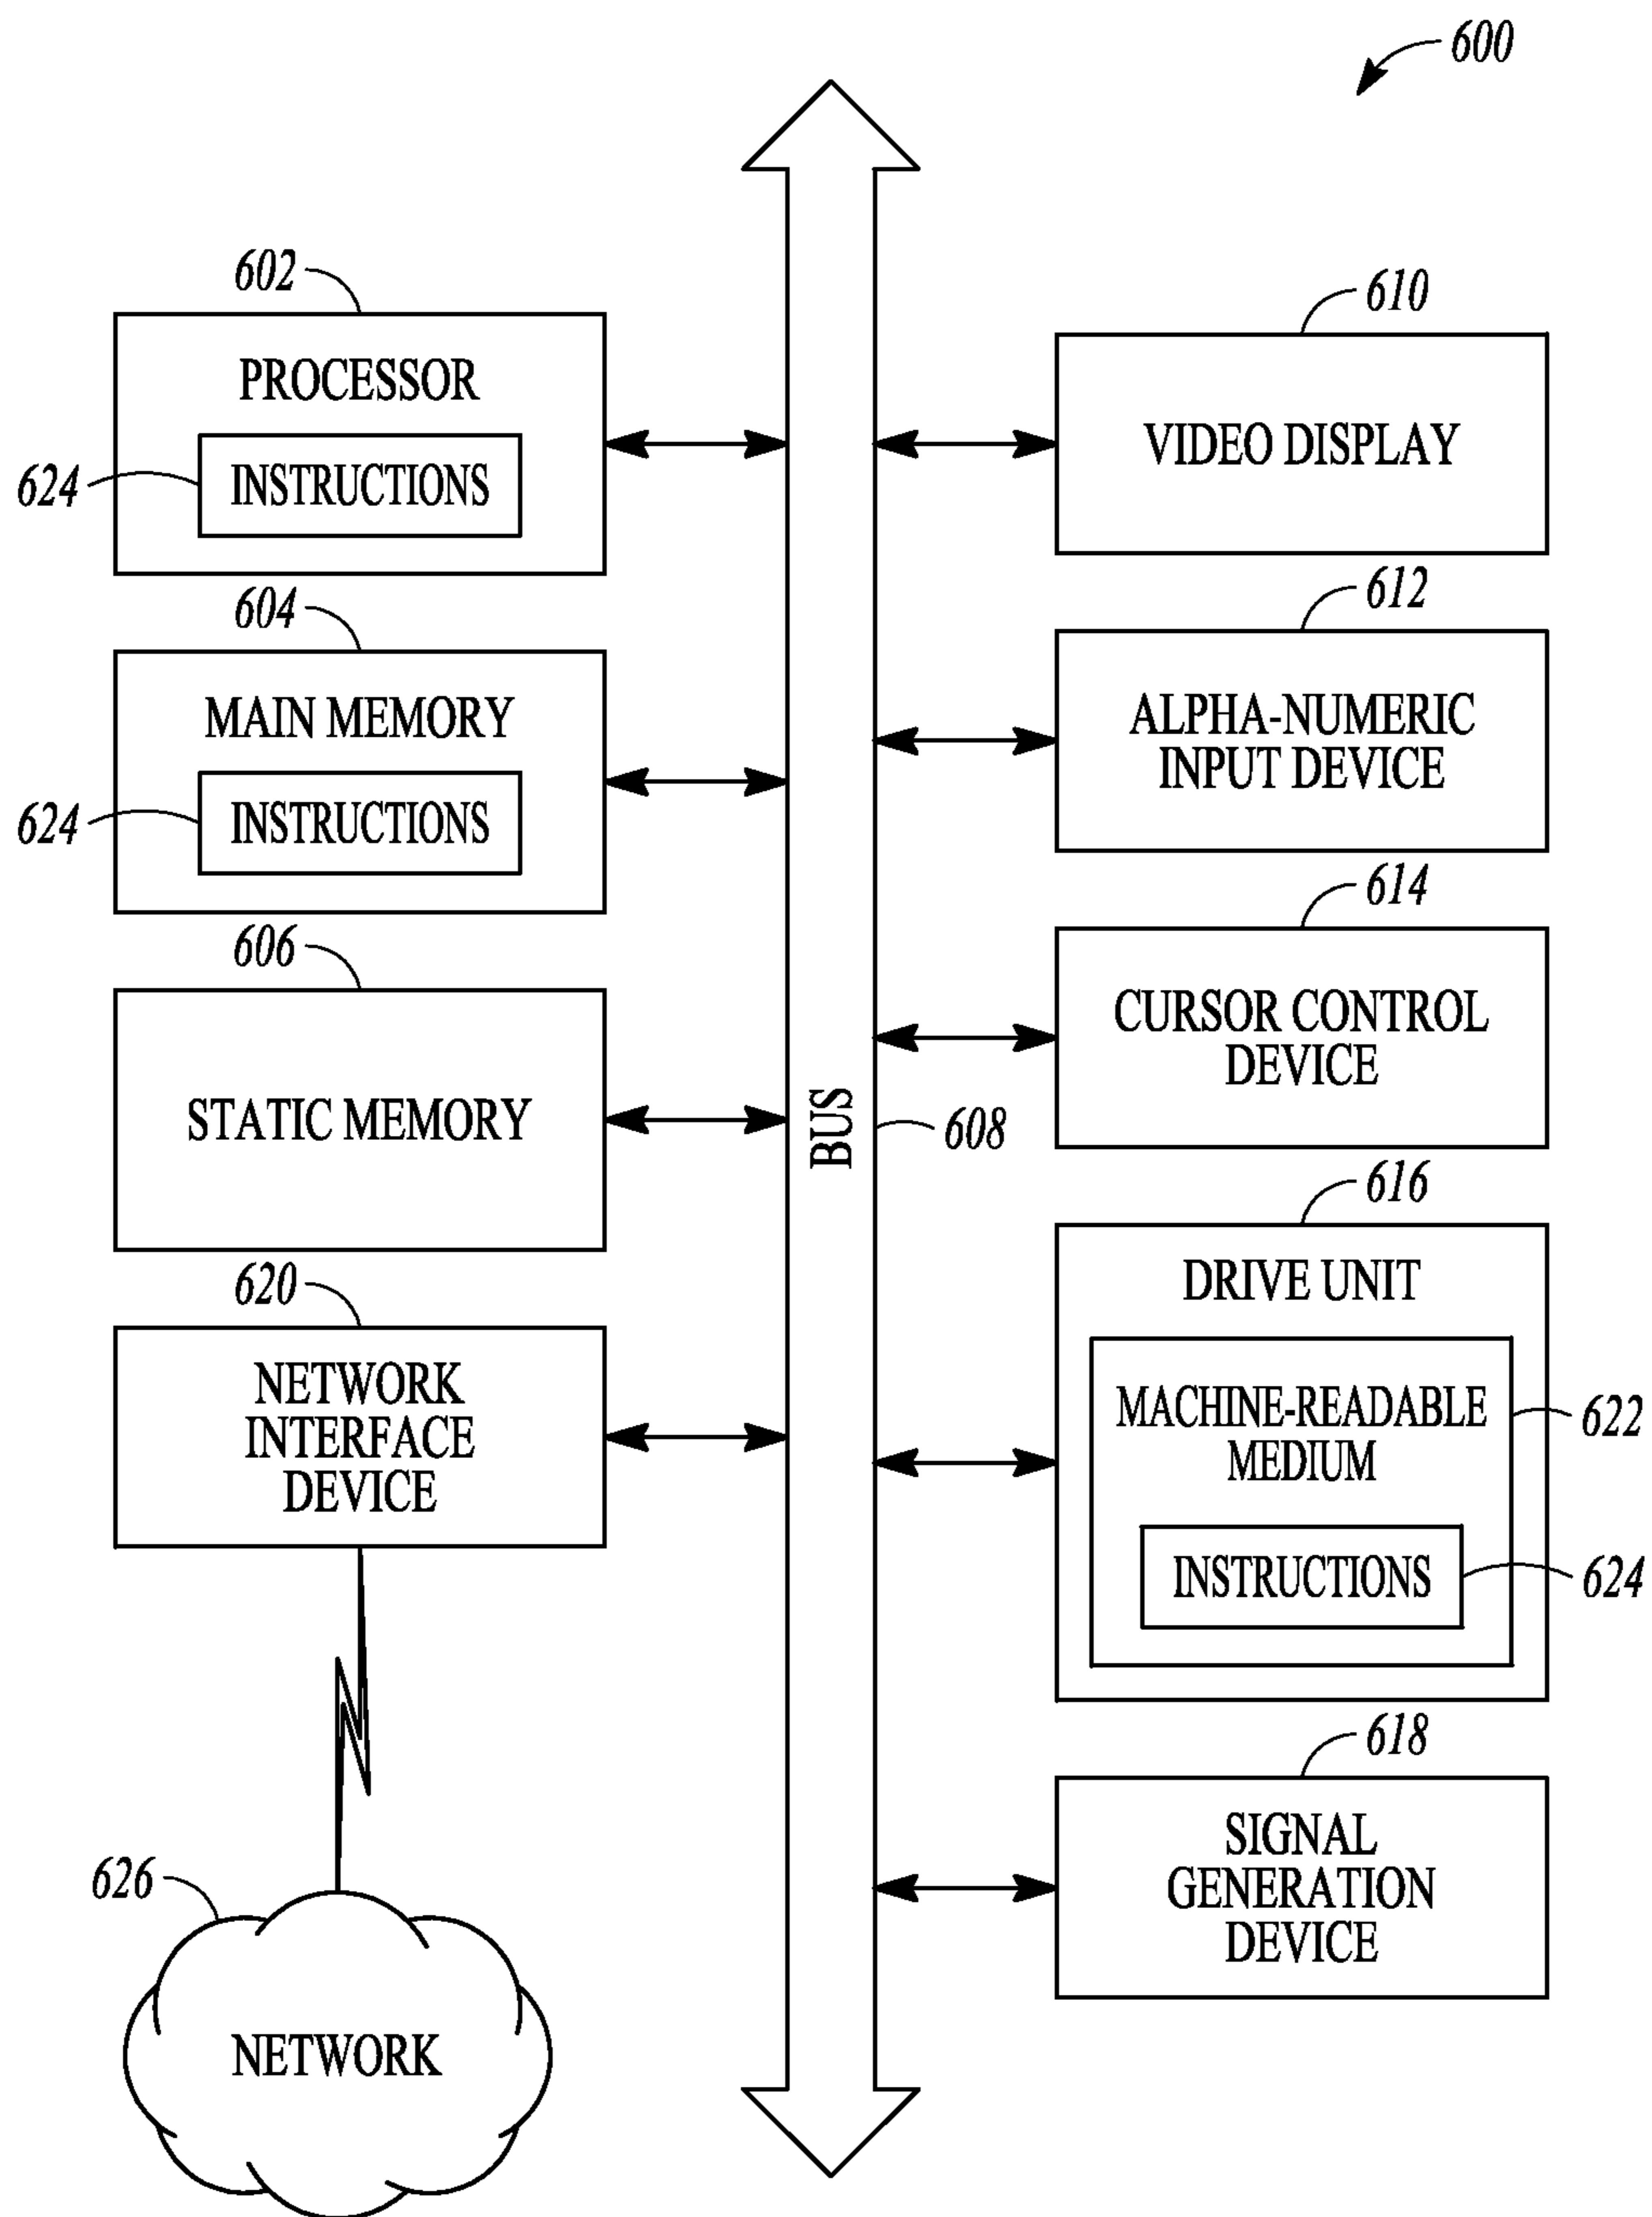 600
602
PROCESSOR
624
INSTRUCTIONS
604
MAIN MEMORY
624
INSTRUCTIONS
606
STATIC MEMORY
620
NETWORK
INTERFACE
DEVICE
626
NETWORK
BUS
608
610
VIDEO DISPLAY
612
ALPHA-NUMERIC
INPUT DEVICE
614
CURSOR CONTROL
DEVICE
616
DRIVE UNIT
MACHINE-READABLE
MEDIUM
622
INSTRUCTIONS
624
618
SIGNAL
GENERATION
DEVICE